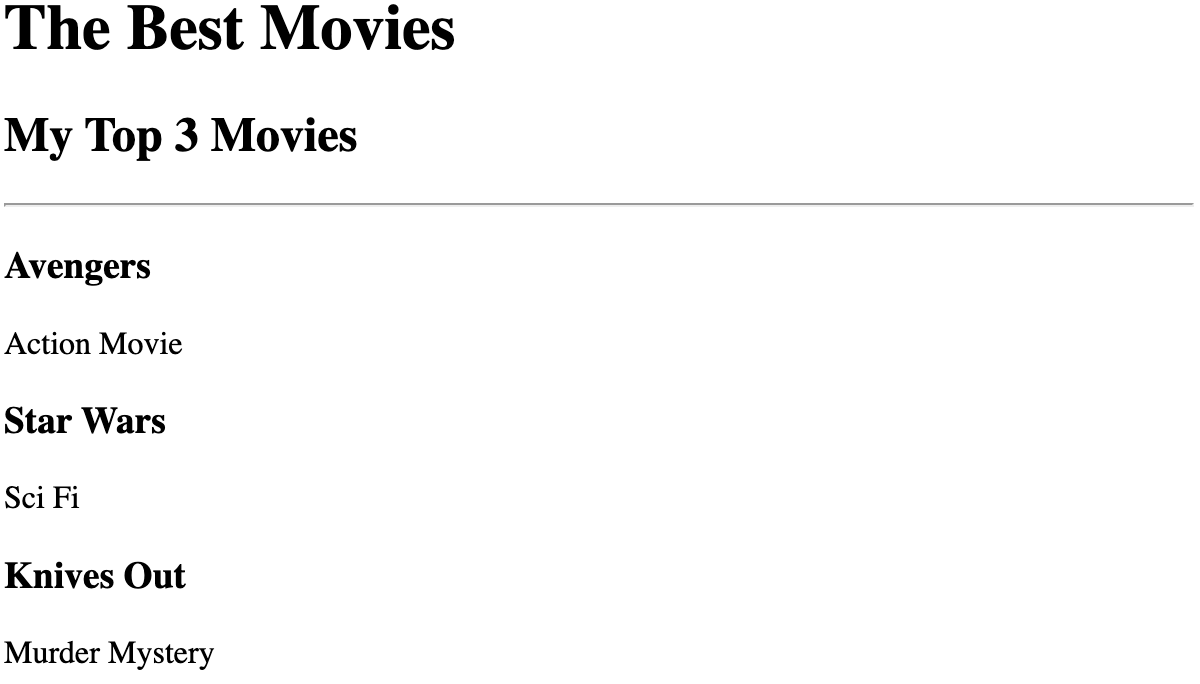 The Best Movies
My Top 3 Movies
Avengers
Action Movie
Star Wars
Sci Fi
Knives Out
Murder Mystery